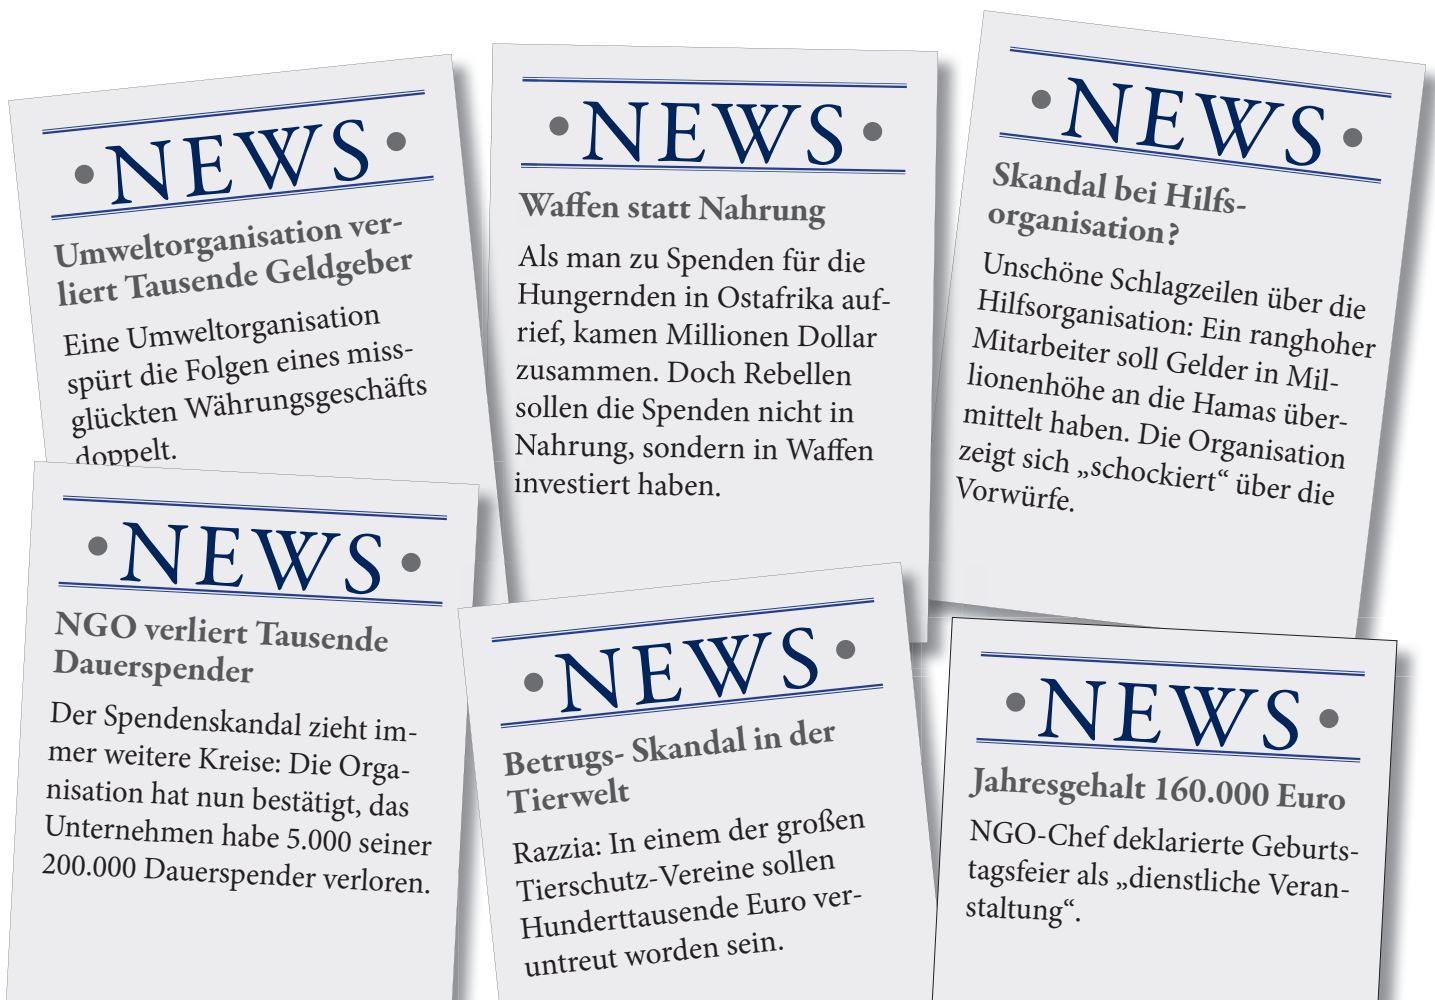 NEWS
Umweltorganisation ver-
liert Tausende Geldgeber
Eine Umweltorganisation
spürt die Folgen eines miss-
glückten Währungsgeschäfts
doppelt.
NEWS
Waffen statt Nahrung
Als man zu Spenden für die
Hungernden in Ostafrika auf-
rief, kamen Millionen Dollar
zusammen. Doch Rebellen
sollen die Spenden nicht in
Nahrung, sondern in Waffen
investiert haben.
NEWS
Skandal bei Hilfs-
organisation?
Unschöne Schlagzeilen über die
Hilfsorganisation: Ein ranghoher
Mitarbeiter soll Gelder in Mil-
lionenhöhe an die Hamas über-
mittelt haben. Die Organisation
zeigt sich „schockiert“ über die
Vorwürfe.
NEWS
NGO verliert Tausende
Dauerspender
Der Spendenskandal zieht im-
mer weitere Kreise: Die Orga-
nisation hat nun bestätigt, das
Unternehmen habe 5.000 seiner
200.000 Dauerspender verloren.
NEWS
Betrugs- Skandal in der
Tierwelt
Razzia: In einem der großen
Tierschutz-Vereine sollen
Hunderttausende Euro ver-
untreut worden sein.
NEWS
Jahresgehalt 160.000 Euro
NGO-Chef deklarierte Geburts-
tagsfeier als „dienstliche Veran-
staltung“.